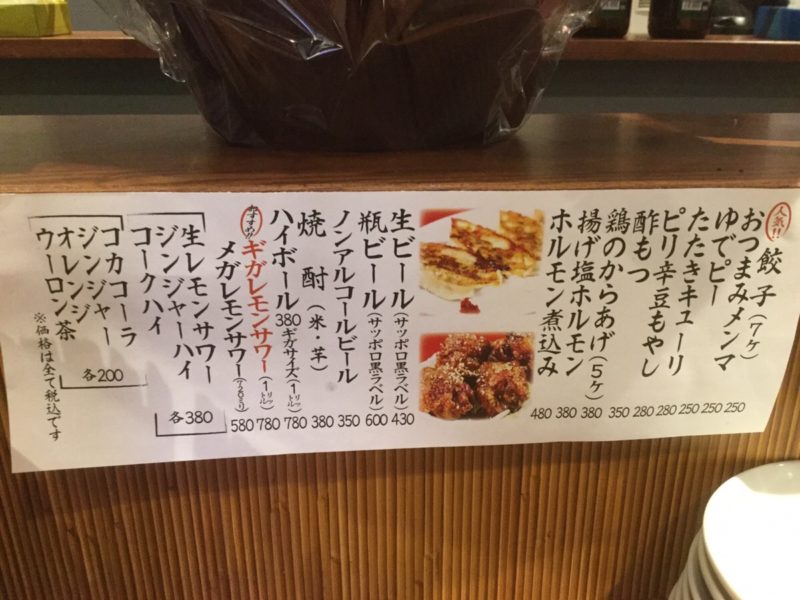 人気!!
餃子(7ケ) 250
おつまみメンマ 250
ゆでピー 250
たたきキューリ 280
ピリ辛豆もやし 280
酢もつ 350
鶏のからあげ(5ケ) 380
揚げ塩ホルモン 380
ホルモン煮込み 480
生ビール(サッポロ黒ラベル) 430
瓶ビール(サッポロ黒ラベル) 600
ノンアルコールビール 350
焼酎(米・芋) 380
ハイボール 380 ギガサイズ(1リットル) 780
おすすめ
ギガレモンサワー(1リットル) 780
メガレモンサワー(720ミリ) 580
生レモンサワー
ジンジャーハイ
コークハイ
各380
コカコーラ
ジンジャー
オレンジ
ウーロン茶
各200
※価格は全て税込です